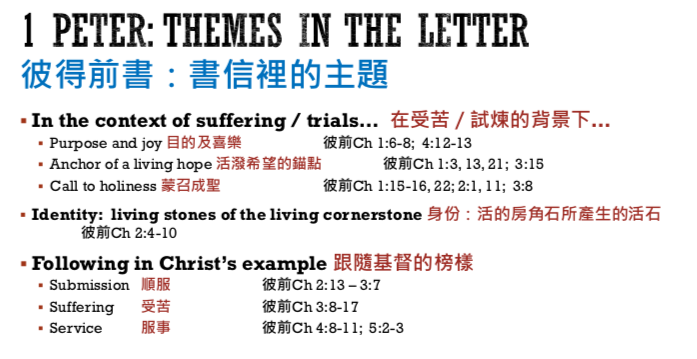 1 PETER: THEMES IN THE LETTER
彼得前書：書信裡的主題
▪ In the context of suffering / trials... 在受苦 / 試煉的背景下...
▪ Purpose and joy 目的及喜樂 彼前Ch 1:6-8; 4:12-13
▪ Anchor of a living hope 活潑希望的錨點 彼前Ch 1:3, 13, 21; 3:15
▪ Call to holiness 蒙召成聖 彼前Ch 1:15-16, 22; 2:1, 11; 3:8
▪ Identity: living stones of the living cornerstone 身份：活的房角石所產生的活石
彼前Ch 2:4-10
▪ Following in Christ's example 跟隨基督的榜樣
▪ Submission 順服 彼前Ch 2:13 – 3:7
▪ Suffering 受苦 彼前Ch 3:8-17
▪ Service 服事 彼前Ch 4:8-11; 5:2-3